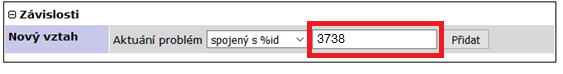 Závislosti
Nový vztah Aktuání problém spojený s %id 3738 Přidat